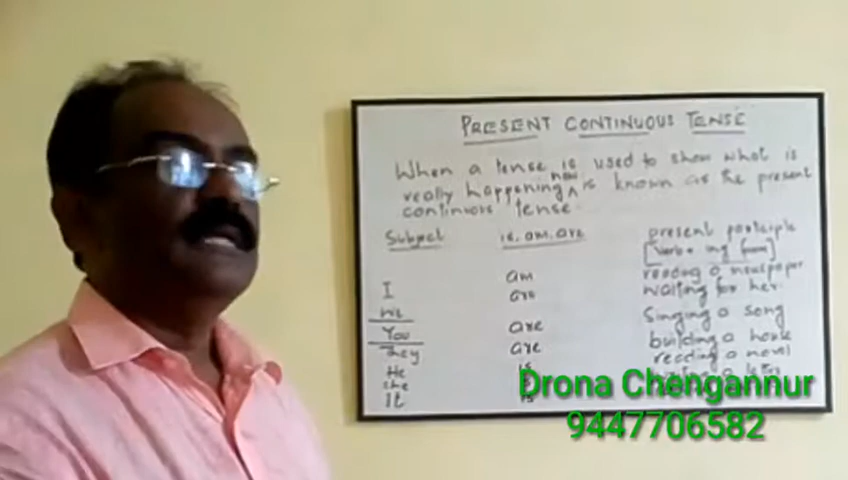 PRESENT CONTINUOUS TENSE
When a tense is used to show what is
really happening now is known as the present
continuous tense
Subject is, am, are present participle
[verb + ing form]
I am reading a newspaper
We are waiting for her
You are singing a song
They are building a house
He is reading a novel
She
It is
Drona Chengannur
9447706582